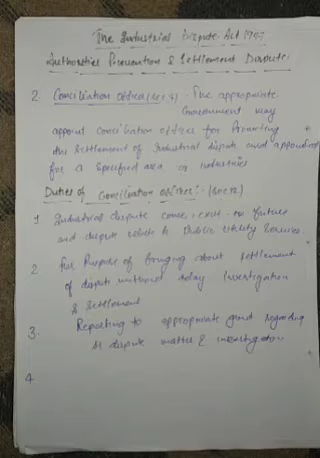 The Industrial Dispute Act 1947
Authorities Prevention & Settlement Dispute:
2. Conciliation officer (Sec 4) - The appropriate
Government may
appoint Conciliation officer for Promoting
the Settlement of Industrial dispute and appointed
for a Specified area or industries
Duties of Conciliation officer:- (Sec 12)
1 Industrial dispute exist or future
and dispute relate to Public Utility Service.
2 For Purpose of bringing about settlement
of dispute without delay Investigation
& Settlement
3. Reporting to appropriate govt regarding
dispute matter & investigation
4.